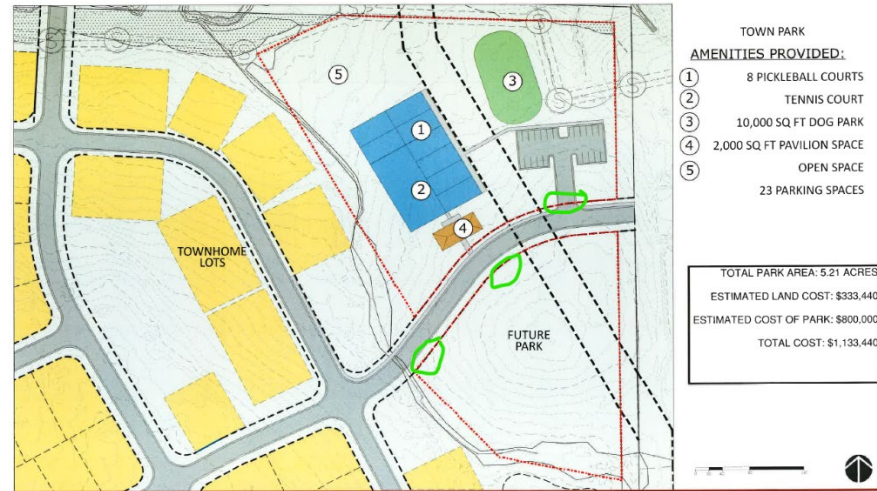 TOWN PARK
AMENITIES PROVIDED:
1 8 PICKLEBALL COURTS
2 TENNIS COURT
3 10,000 SQ FT DOG PARK
4 2,000 SQ FT PAVILION SPACE
5 OPEN SPACE
23 PARKING SPACES
TOTAL PARK AREA: 5.21 ACRES
ESTIMATED LAND COST: $333,440
ESTIMATED COST OF PARK: $800,000
TOTAL COST: $1,133,440
S
S
S
S
S
S
5
3
1
2
4
TOWNHOME
LOTS
FUTURE
PARK